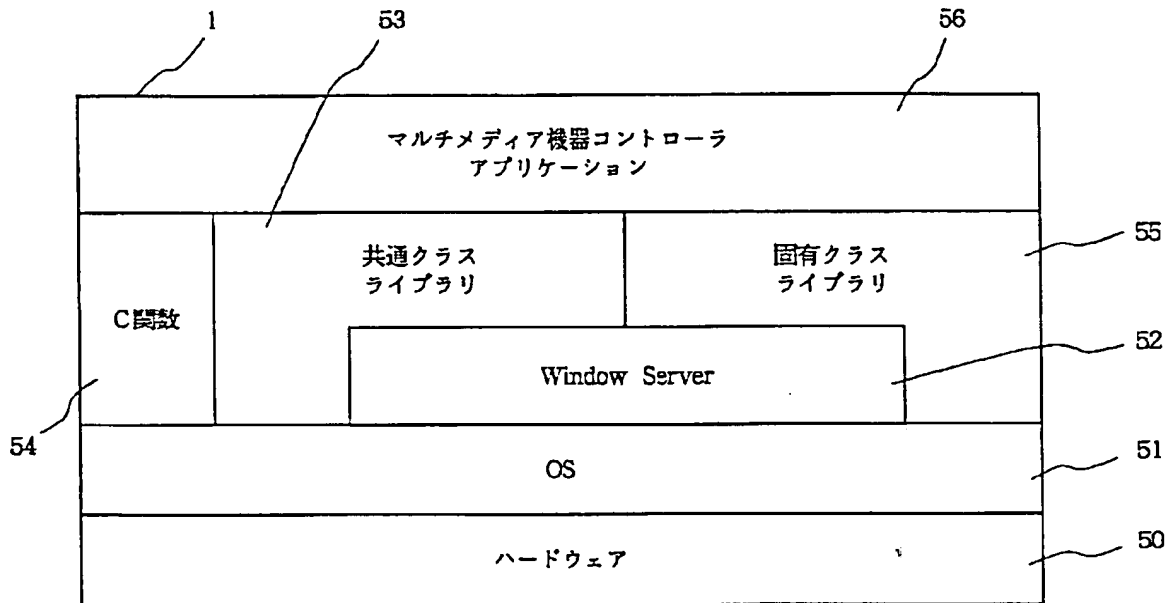 1
53
56
マルチメディア機器コントローラ
アプリケーション
共通クラス
ライブラリ
固有クラス
ライブラリ
55
C関数
Window Server
52
54
OS
51
ハードウェア
50